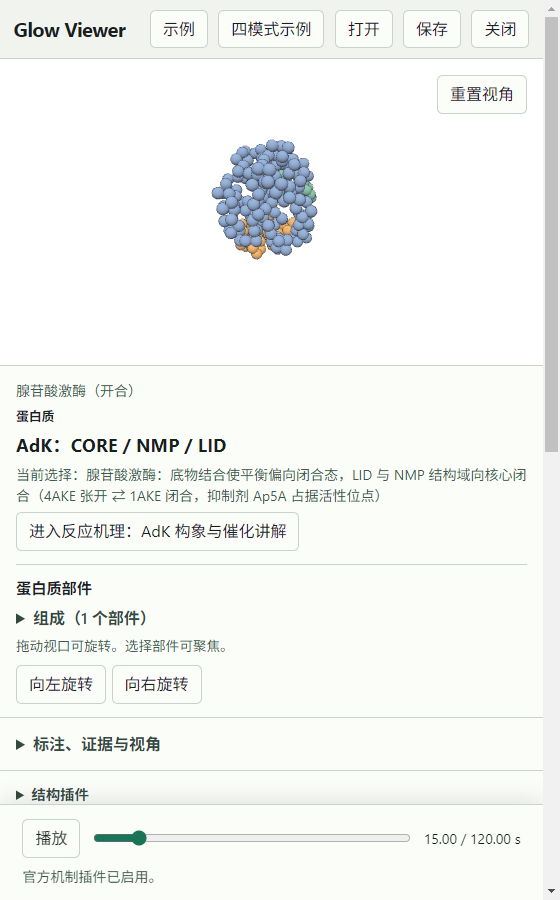 Glow Viewer 示例 四模式示例 打开 保存 关闭
重置视角
腺苷酸激酶（开合）
蛋白质
AdK：CORE / NMP / LID
当前选择：腺苷酸激酶：底物结合使平衡偏向闭合态，LID 与 NMP 结构域向核心闭
合（4AKE 张开 ⇄ 1AKE 闭合，抑制剂 Ap5A 占据活性位点）
进入反应机理：AdK 构象与催化讲解
蛋白质部件
组成（1 个部件）
拖动视口可旋转。选择部件可聚焦。
向左旋转 向右旋转
标注、证据与视角
结构插件
播放 15.00 / 120.00 s
官方机制插件已启用。